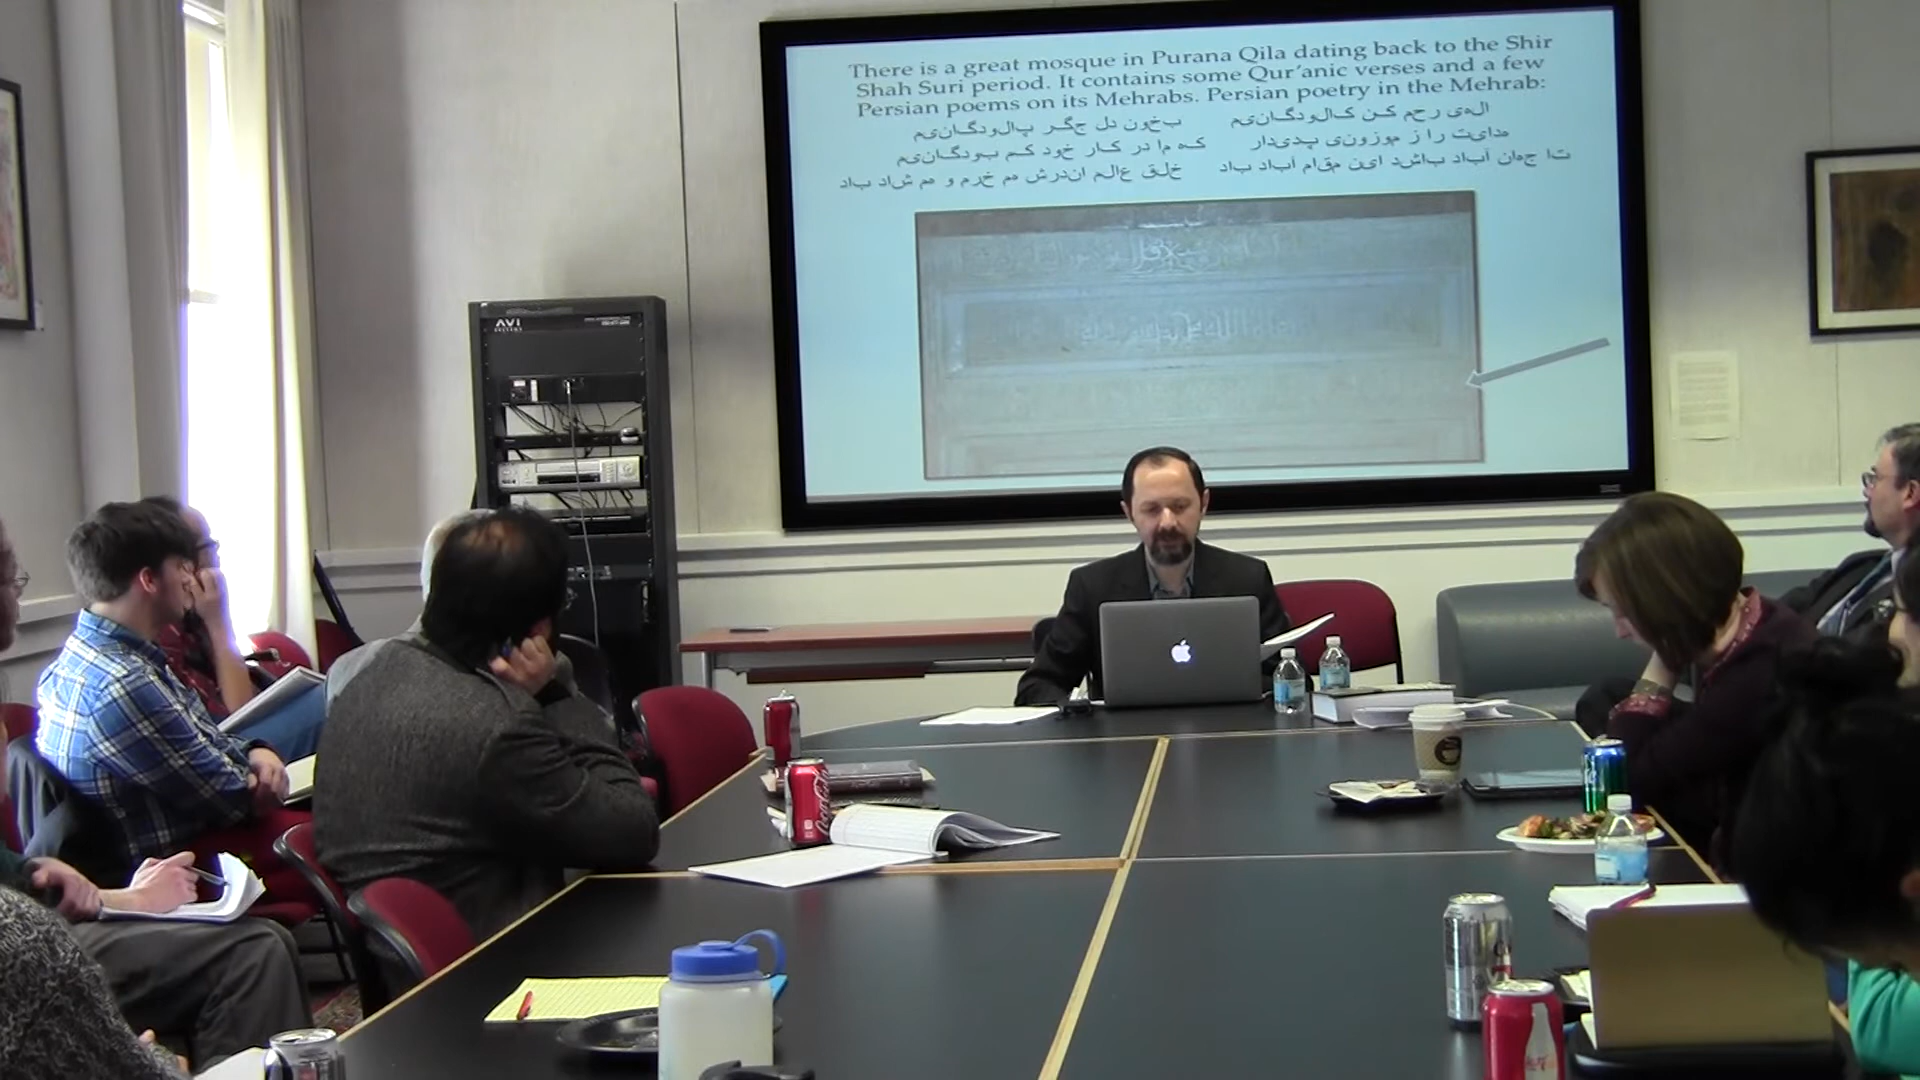 There is a great mosque in Purana Qila dating back to the Shir
Shah Suri period. It contains some Qur'anic verses and a few
Persian poems on its Mehrabs. Persian poetry in the Mehrab:
الهی رحم کن کالودگانیم بخون دل جگر پالودگانیم
هدایت را ز موزونی پدیدار که ما در کار خود کم بودگانیم
تا جهان آباد باشد این مقام آباد باد خلق عالم اندرش هم خرم و هم شاد باد
AVI
SYSTEMS
Coca-Cola